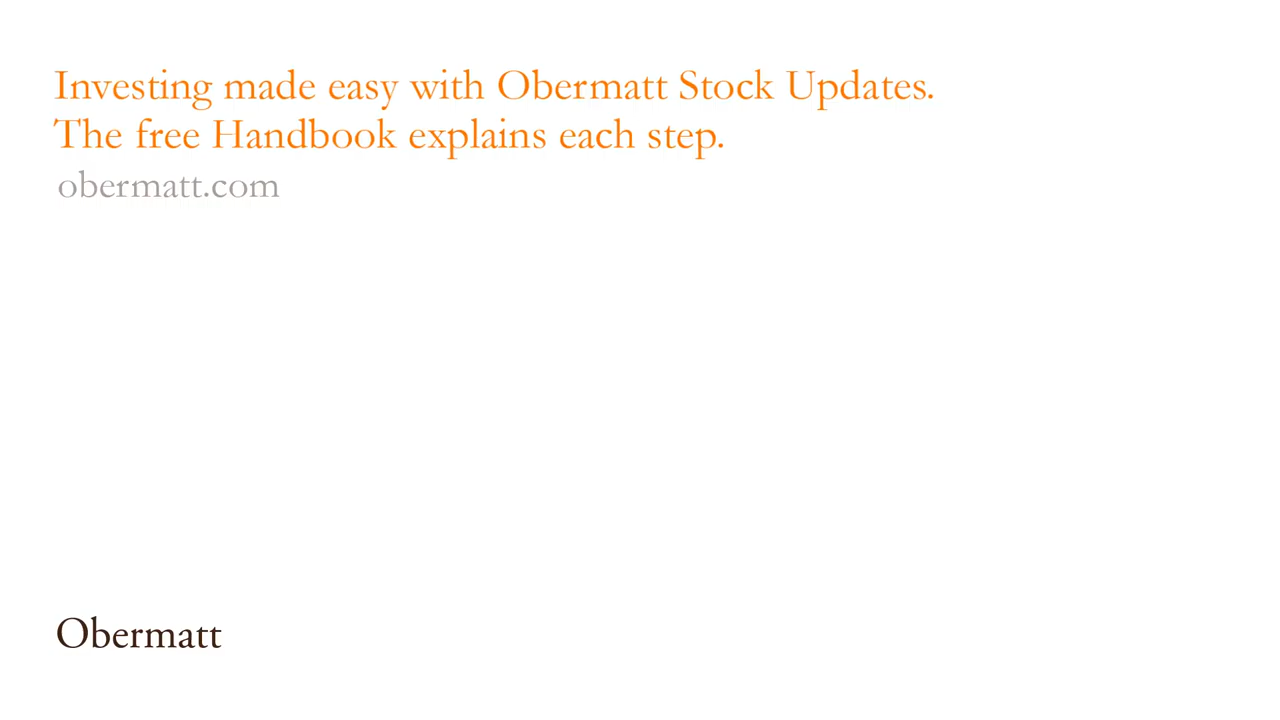 Investing made easy with Obermatt Stock Updates.
The free Handbook explains each step.
obermatt.com
Obermatt